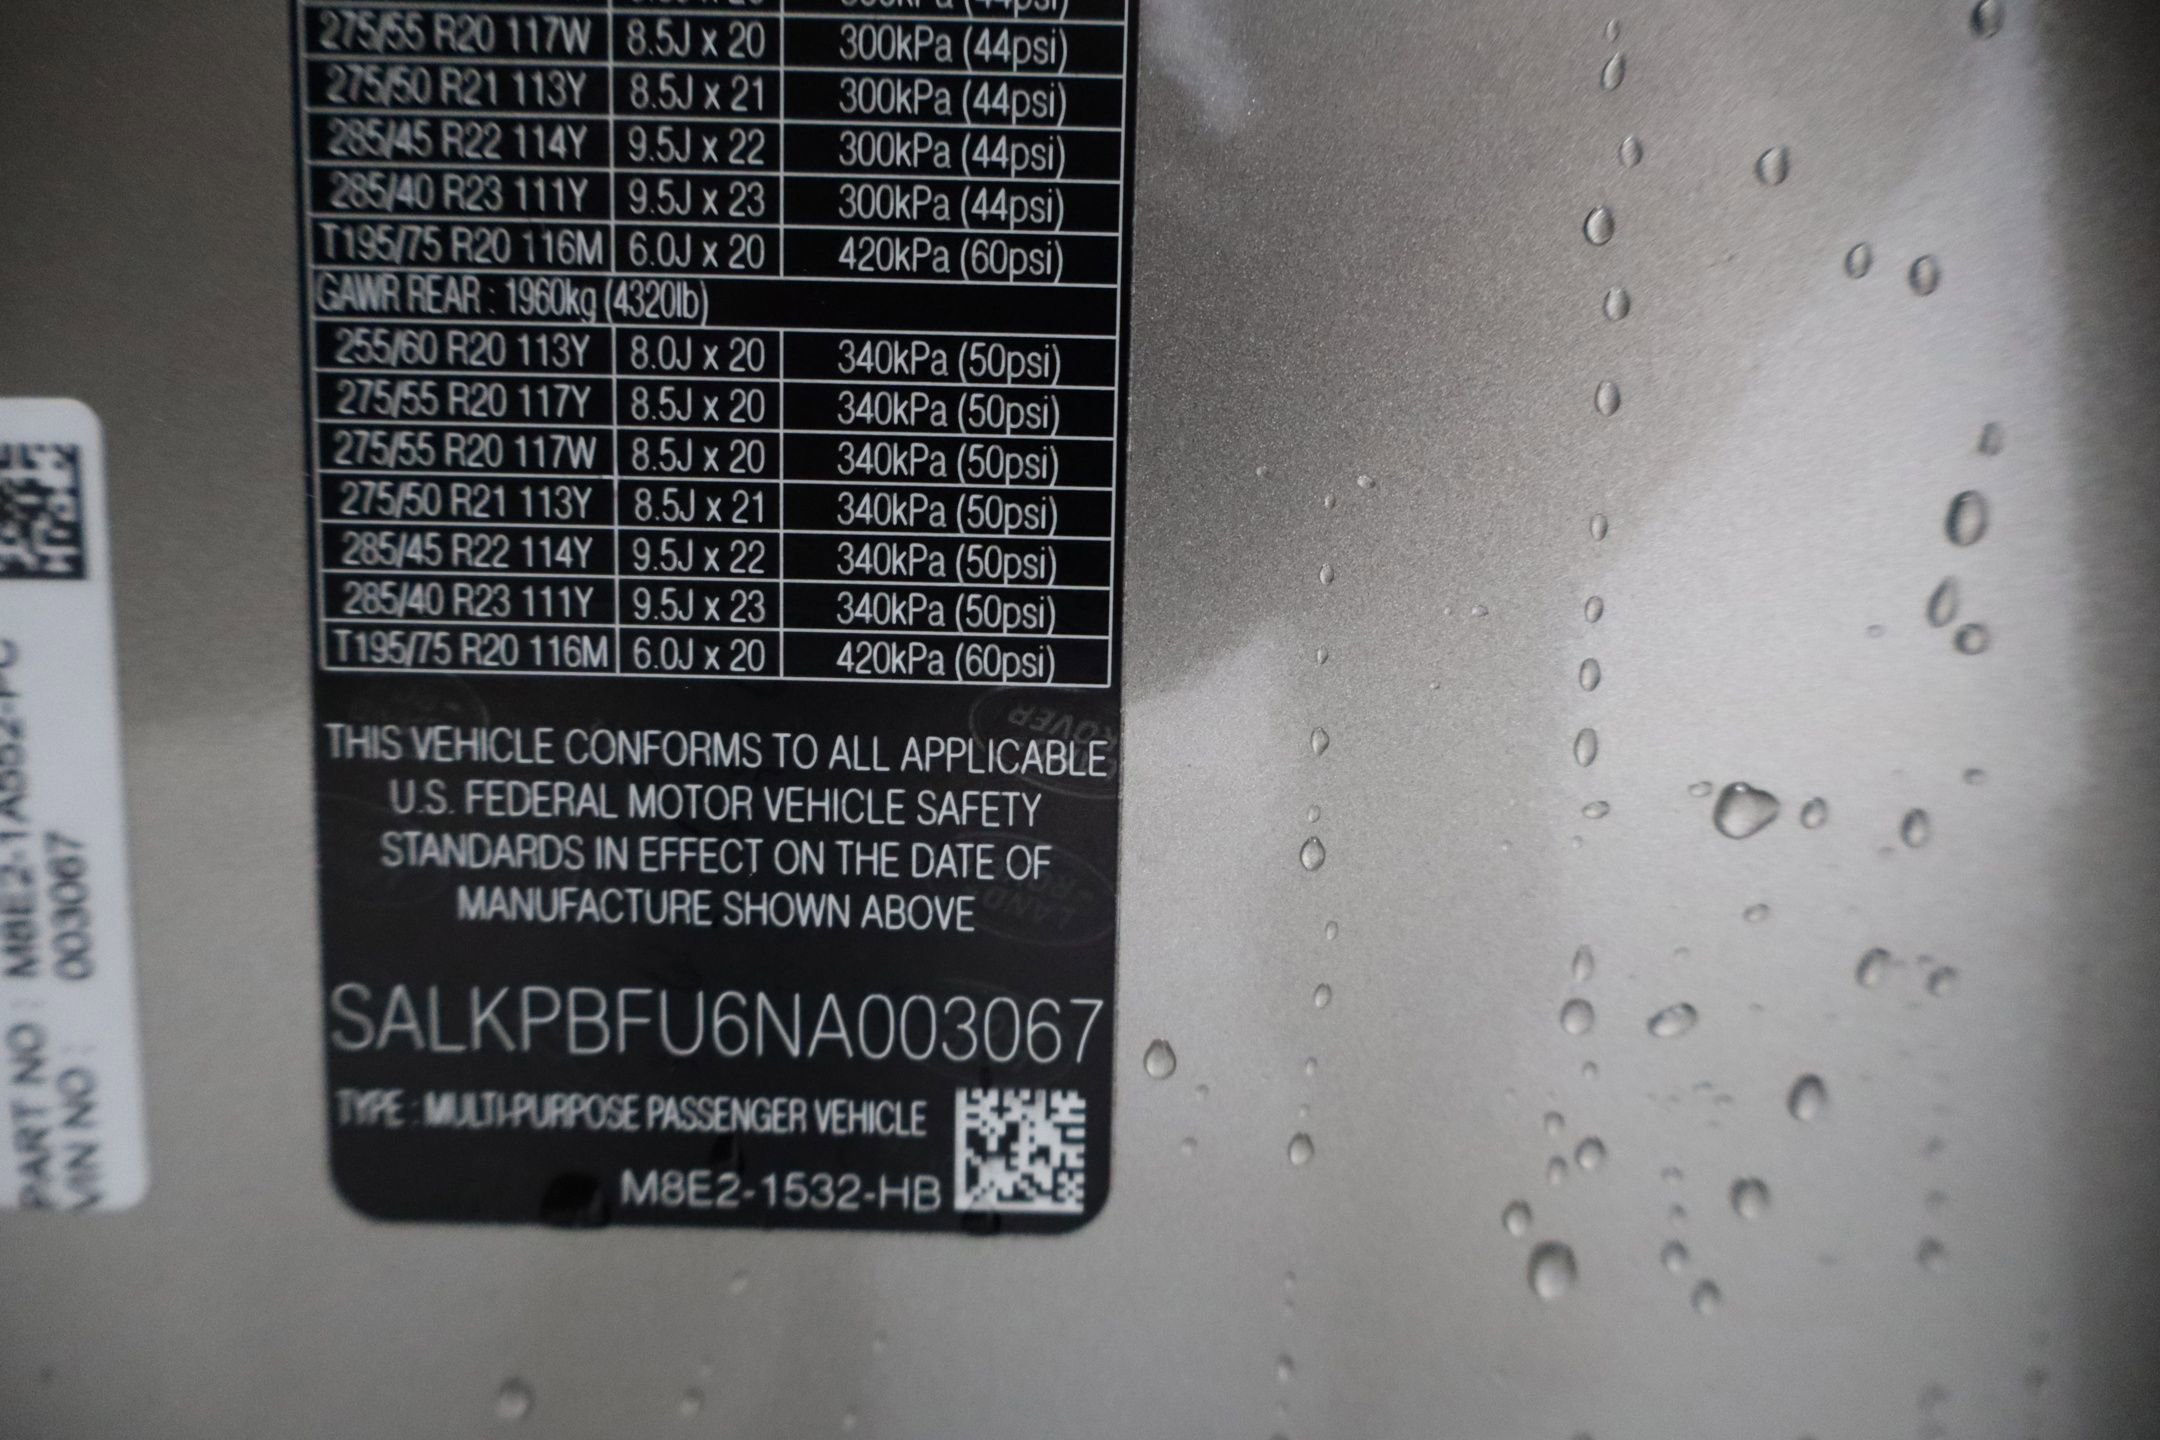 275/55 R20 117W 8.5J x 20 300kPa (44psi)
275/50 R21 113Y 8.5J x 21 300kPa (44psi)
285/45 R22 114Y 9.5J x 22 300kPa (44psi)
285/40 R23 111Y 9.5J x 23 300kPa (44psi)
T195/75 R20 116M 6.0J x 20 420kPa (60psi)
GAWR REAR : 1960kg (4320lb)
255/60 R20 113Y 8.0J x 20 340kPa (50psi)
275/55 R20 117Y 8.5J x 20 340kPa (50psi)
275/55 R20 117W 8.5J x 20 340kPa (50psi)
275/50 R21 113Y 8.5J x 21 340kPa (50psi)
285/45 R22 114Y 9.5J x 22 340kPa (50psi)
285/40 R23 111Y 9.5J x 23 340kPa (50psi)
T195/75 R20 116M 6.0J x 20 420kPa (60psi)
THIS VEHICLE CONFORMS TO ALL APPLICABLE
U.S. FEDERAL MOTOR VEHICLE SAFETY
STANDARDS IN EFFECT ON THE DATE OF
MANUFACTURE SHOWN ABOVE
SALKPBFU6NA003067
TYPE : MULTI-PURPOSE PASSENGER VEHICLE
M8E2-1532-HB
PART NO : M8E2-1A552-PC
VIN NO : 003067